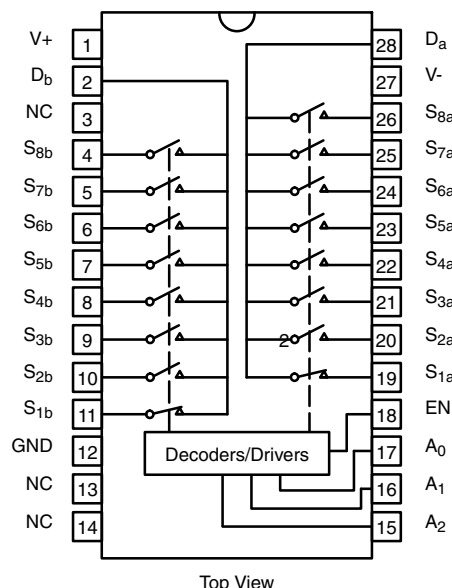 V+ 1 28 Da
Db 2 27 V-
NC 3 26 S8a
S8b 4 25 S7a
S7b 5 24 S6a
S6b 6 23 S5a
S5b 7 22 S4a
S4b 8 21 S3a
S3b 9 2 20 S2a
S2b 10 19 S1a
S1b 11 18 EN
GND 12 Decoders/Drivers 17 A0
NC 13 16 A1
NC 14 15 A2
Top View